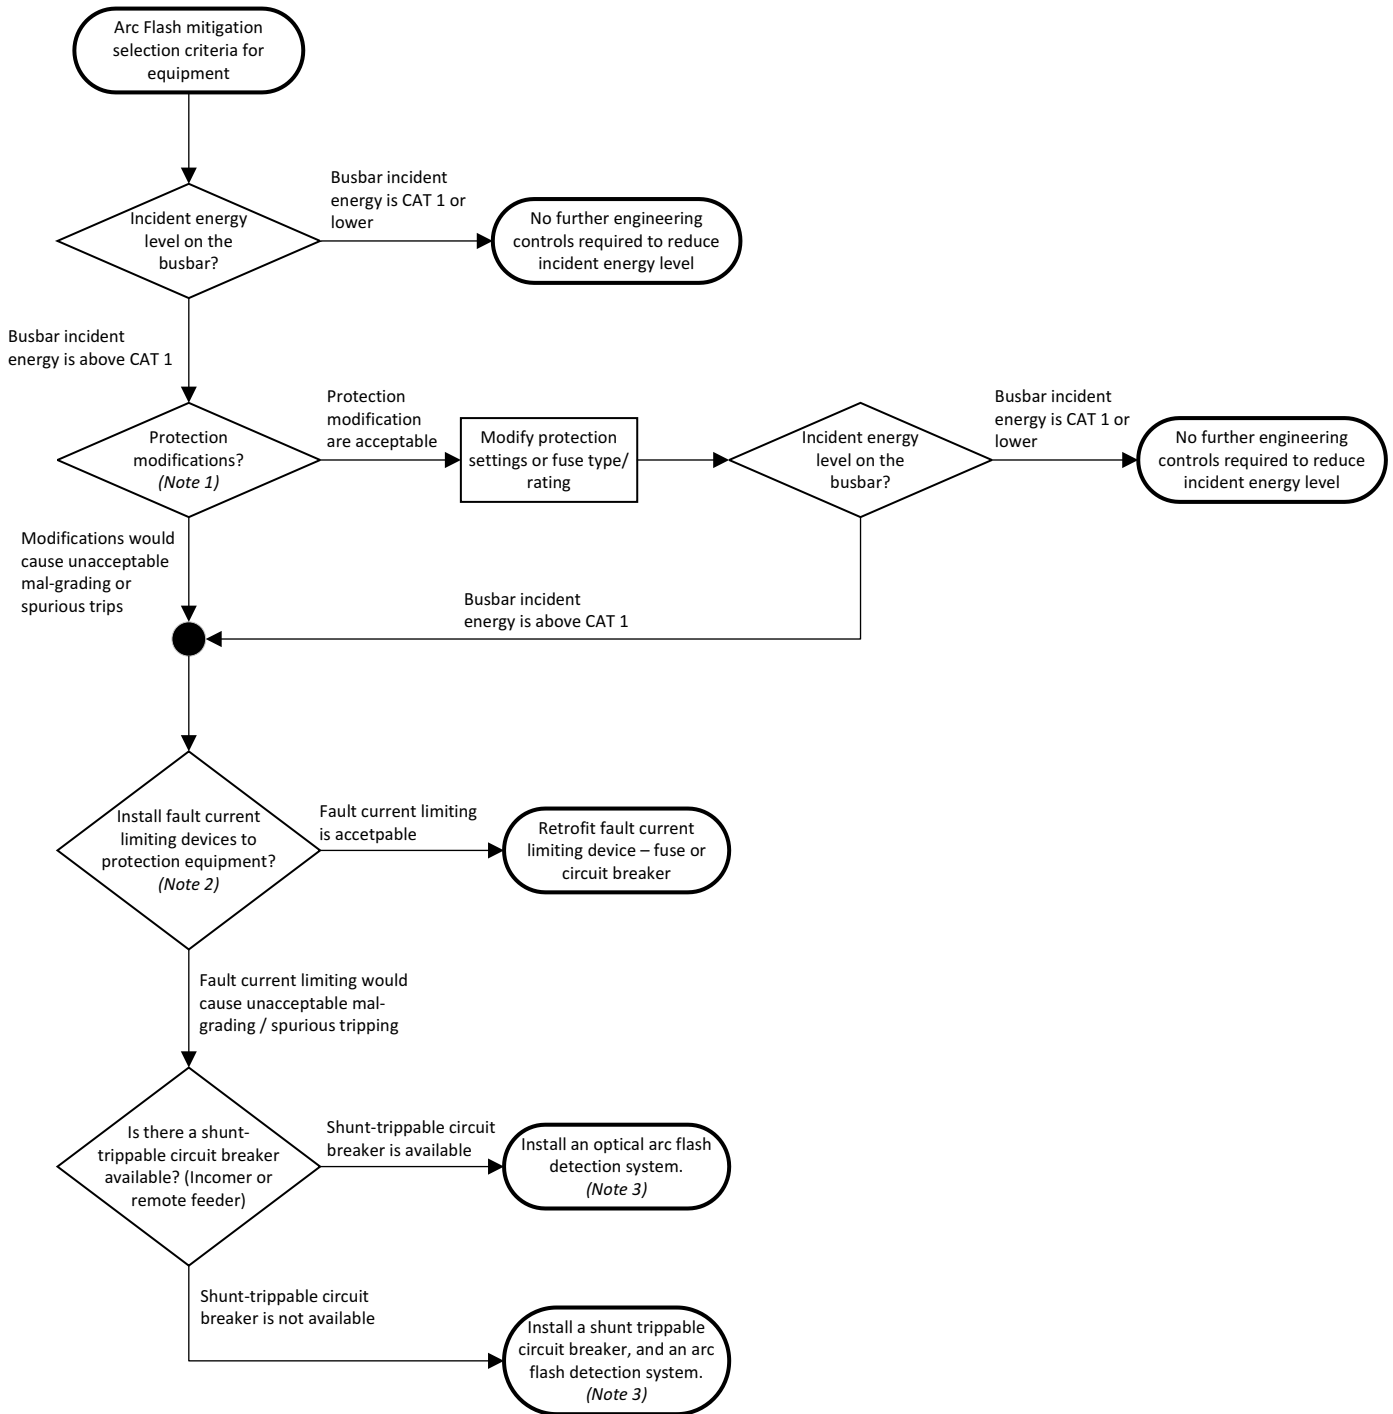 Arc Flash mitigation
selection criteria for
equipment
Incident energy
level on the
busbar?
Busbar incident
energy is CAT 1 or
lower
No further engineering
controls required to reduce
incident energy level
Busbar incident
energy is above CAT 1
Protection
modifications?
(Note 1)
Protection
modification
are acceptable
Modify protection
settings or fuse type/
rating
Incident energy
level on the
busbar?
Busbar incident
energy is CAT 1 or
lower
No further engineering
controls required to reduce
incident energy level
Modifications would
cause unacceptable
mal-grading or
spurious trips
Busbar incident
energy is above CAT 1
Install fault current
limiting devices to
protection equipment?
(Note 2)
Fault current limiting
is accetpable
Retrofit fault current
limiting device – fuse or
circuit breaker
Fault current limiting would
cause unacceptable mal-
grading / spurious tripping
Is there a shunt-
trippable circuit breaker
available? (Incomer or
remote feeder)
Shunt-trippable circuit
breaker is available
Install an optical arc flash
detection system.
(Note 3)
Shunt-trippable circuit
breaker is not available
Install a shunt trippable
circuit breaker, and an arc
flash detection system.
(Note 3)